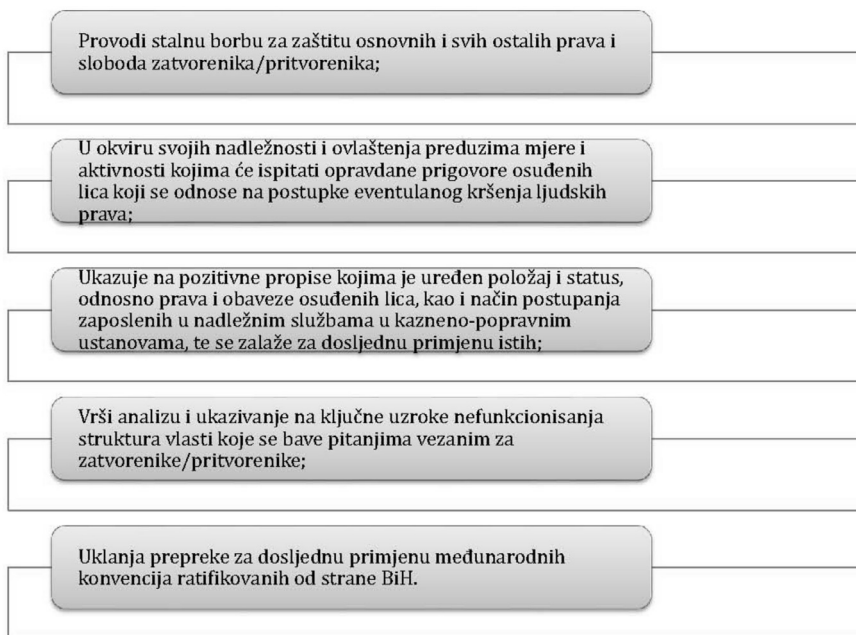 Provodi stalnu borbu za zaštitu osnovnih i svih ostalih prava i
sloboda zatvorenika/pritvorenika;
U okviru svojih nadležnosti i ovlaštenja preduzima mjere i
aktivnosti kojima će ispitati opravdane prigovore osuđenih
lica koji se odnose na postupke eventulanog kršenja ljudskih
prava;
Ukazuje na pozitivne propise kojima je uređen položaj i status,
odnosno prava i obaveze osuđenih lica, kao i način postupanja
zaposlenih u nadležnim službama u kazneno-popravnim
ustanovama, te se zalaže za dosljednu primjenu istih;
Vrši analizu i ukazivanje na ključne uzroke nefunkcionisanja
struktura vlasti koje se bave pitanjima vezanim za
zatvorenike/pritvorenike;
Uklanja prepreke za dosljednu primjenu međunarodnih
konvencija ratifikovanih od strane BiH.